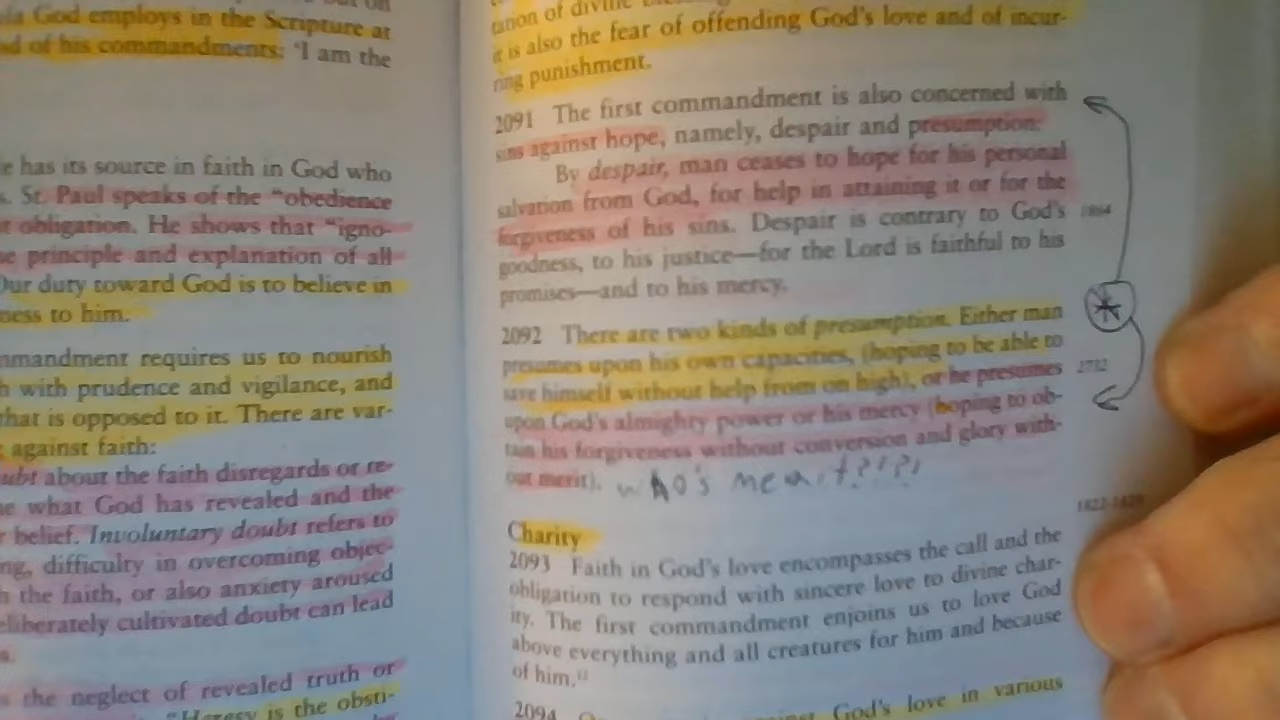 God employs in the Scripture at
of his commandments: "I am the
has its source in faith in God who
St. Paul speaks of the "obedience
obligation. He shows that "igno-
principle and explanation of all
Our duty toward God is to believe in
to him.
requires us to nourish
with prudence and vigilance, and
that is opposed to it. There are var-
against faith:
about the faith disregards or re-
what God has revealed and the
belief. Involuntary doubt refers to
difficulty in overcoming objec-
the faith, or also anxiety aroused
deliberately cultivated doubt can lead
the neglect of revealed truth or
"Heresy is the obsti-
of divine
it is also the fear of offending God's love and of incur-
ring punishment.
2091 The first commandment is also concerned with
sins against hope, namely, despair and presumption:
By despair, man ceases to hope for his personal
salvation from God, for help in attaining it or for the
forgiveness of his sins. Despair is contrary to God's
1864
goodness, to his justice—for the Lord is faithful to his
promises—and to his mercy.
2092 There are two kinds of presumption. Either man
presumes upon his own capacities, (hoping to be able to
2732
save himself without help from on high), or he presumes
upon God's almighty power or his mercy (hoping to ob-
tain his forgiveness without conversion and glory with-
out merit). who's merit?!?!
Charity
1822-1829
2093 Faith in God's love encompasses the call and the
obligation to respond with sincere love to divine char-
ity. The first commandment enjoins us to love God
above everything and all creatures for him and because
of him.
2094 God's love in various